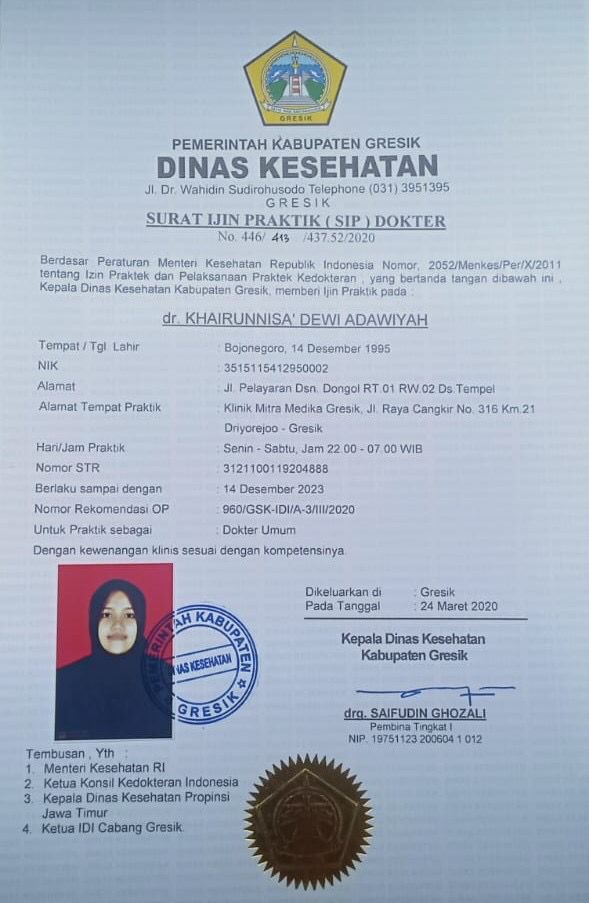 GRESIK
PEMERINTAH KABUPATEN GRESIK
DINAS KESEHATAN
Jl. Dr. Wahidin Sudirohusodo Telephone (031) 3951395
G R E S I K
SURAT IJIN PRAKTIK ( SIP ) DOKTER
No. 446/ 413 /437.52/2020
Berdasar Peraturan Menteri Kesehatan Republik Indonesia Nomor, 2052/Menkes/Per/X/2011
tentang Izin Praktek dan Pelaksanaan Praktek Kedokteran , yang bertanda tangan dibawah ini ,
Kepala Dinas Kesehatan Kabupaten Gresik, memberi Ijin Praktik pada :
dr. KHAIRUNNISA' DEWI ADAWIYAH
Tempat / Tgl. Lahir : Bojonegoro, 14 Desember 1995
NIK : 3515115412950002
Alamat : Jl. Pelayaran Dsn. Dongol RT.01 RW.02 Ds.Tempel
Alamat Tempat Praktik : Klinik Mitra Medika Gresik, Jl. Raya Cangkir No. 316 Km.21
Driyorejoo - Gresik
Hari/Jam Praktik : Senin - Sabtu, Jam 22.00 - 07.00 WIB
Nomor STR : 3121100119204888
Berlaku sampai dengan : 14 Desember 2023
Nomor Rekomendasi OP : 960/GSK-IDI/A-3/III/2020
Untuk Praktik sebagai : Dokter Umum
Dengan kewenangan klinis sesuai dengan kompetensinya.
Dikeluarkan di : Gresik
Pada Tanggal : 24 Maret 2020
Kepala Dinas Kesehatan
Kabupaten Gresik
PEMERINTAH KABUPATEN
DINAS KESEHATAN
GRESIK
drg. SAIFUDIN GHOZALI
Pembina Tingkat I
NIP. 19751123 200604 1 012
Tembusan , Yth :
1. Menteri Kesehatan RI
2. Ketua Konsil Kedokteran Indonesia
3. Kepala Dinas Kesehatan Propinsi
Jawa Timur
4. Ketua IDI Cabang Gresik.